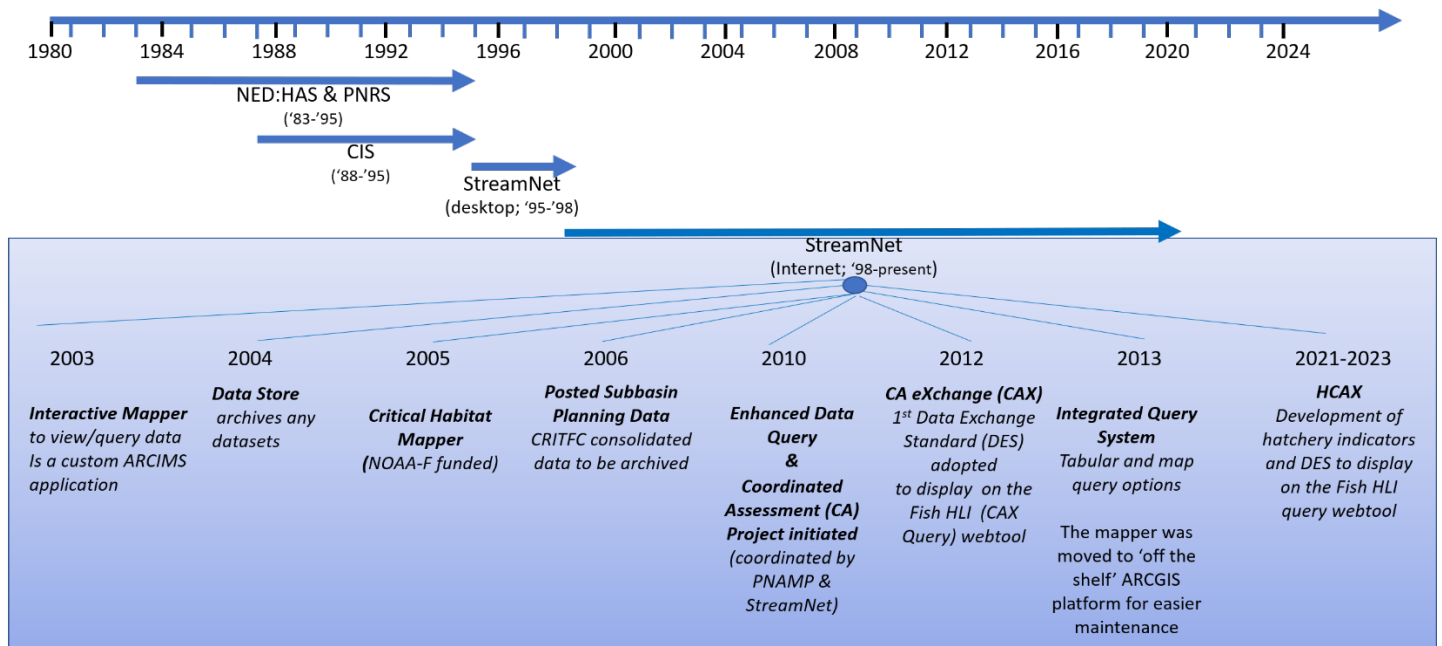 1980 1984 1988 1992 1996 2000 2004 2008 2012 2016 2020 2024
NED:HAS & PNRS
(‘83-’95)
CIS
(‘88-’95)
StreamNet
(desktop; ‘95-’98)
StreamNet
(Internet; ‘98-present)
2003
Interactive Mapper
to view/query data
Is a custom ARCIMS
application
2004
Data Store
archives any
datasets
2005
Critical Habitat
Mapper
(NOAA-F funded)
2006
Posted Subbasin
Planning Data
CRITFC consolidated
data to be archived
2010
Enhanced Data
Query
&
Coordinated
Assessment (CA)
Project initiated
(coordinated by
PNAMP &
StreamNet)
2012
CA eXchange (CAX)
1st Data Exchange
Standard (DES)
adopted
to display on the
Fish HLI (CAX
Query) webtool
2013
Integrated Query
System
Tabular and map
query options
The mapper was
moved to ‘off the
shelf’ ARCGIS
platform for easier
maintenance
2021-2023
HCAX
Development of
hatchery indicators
and DES to display
on the Fish HLI
query webtool